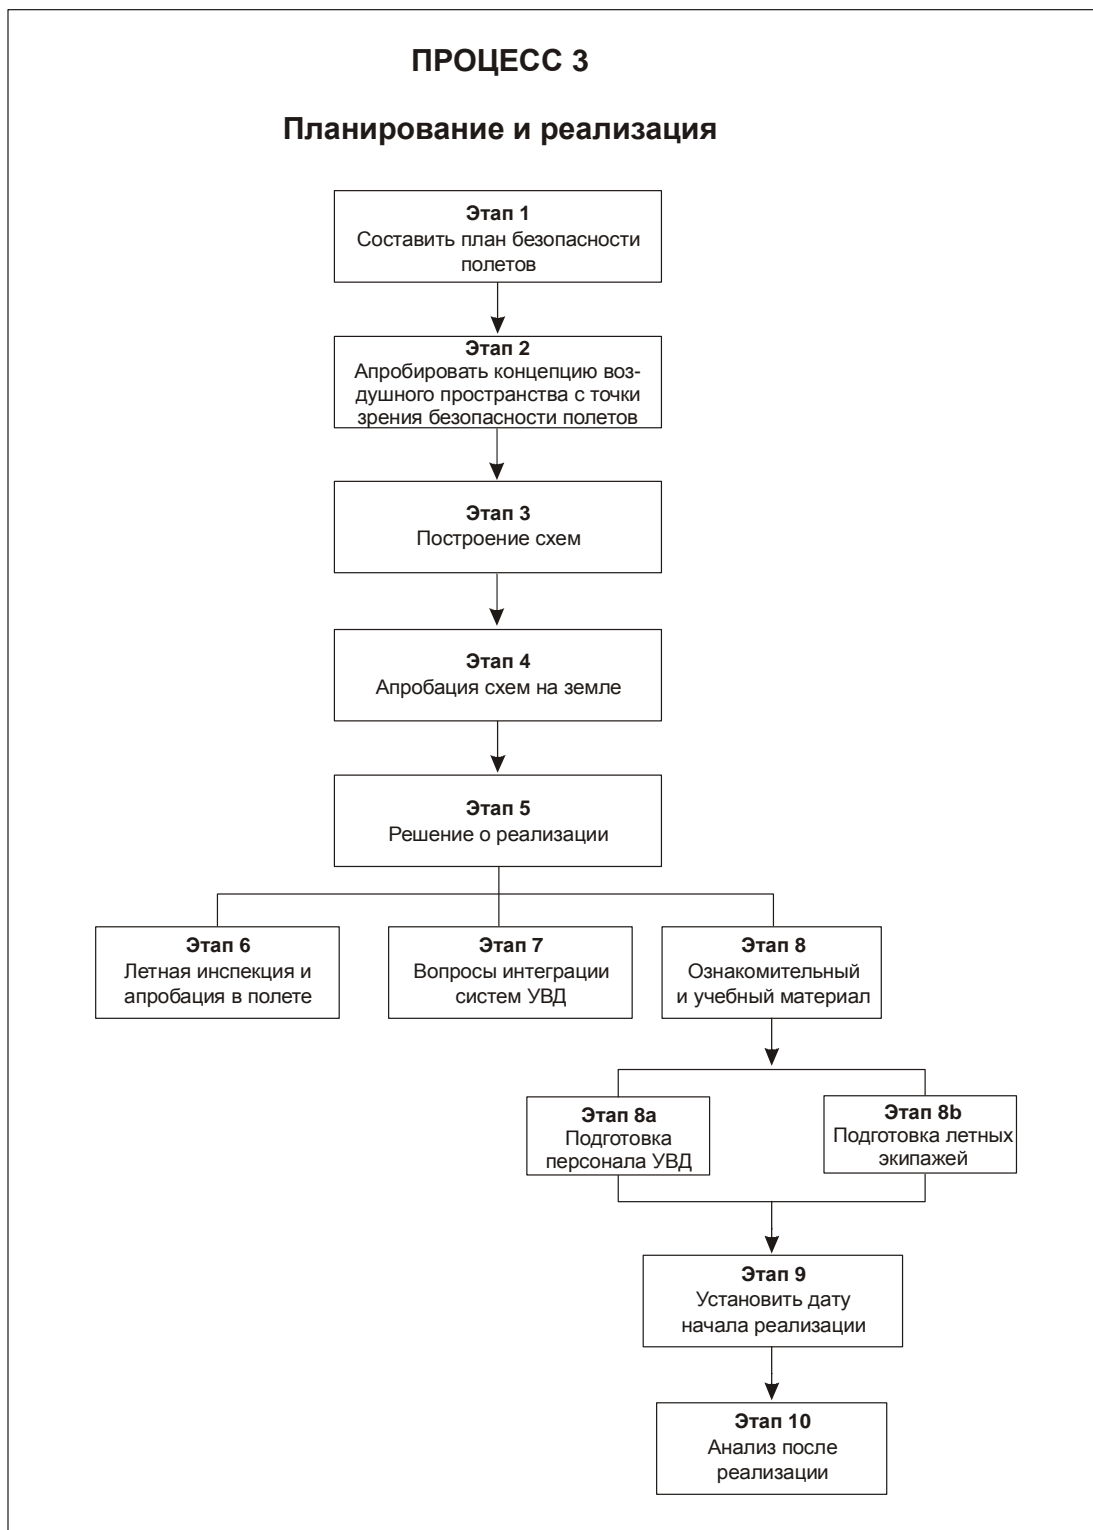 ПРОЦЕСС 3
Планирование и реализация
Этап 1
Составить план безопасности
полетов
Этап 2
Апробировать концепцию воз-
душного пространства с точки
зрения безопасности полетов
Этап 3
Построение схем
Этап 4
Апробация схем на земле
Этап 5
Решение о реализации
Этап 6
Летная инспекция и
апробация в полете
Этап 7
Вопросы интеграции
систем УВД
Этап 8
Ознакомительный
и учебный материал
Этап 8a
Подготовка
персонала УВД
Этап 8b
Подготовка летных
экипажей
Этап 9
Установить дату
начала реализации
Этап 10
Анализ после
реализации